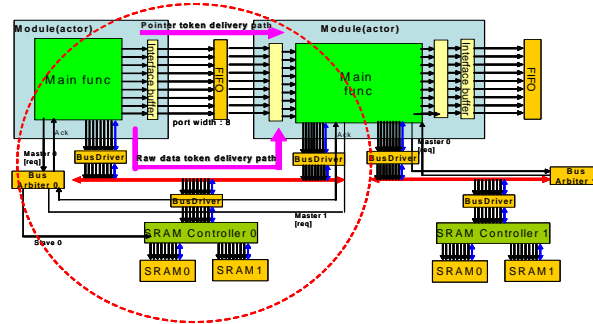 Module(actor)
Pointer token delivery path
Module(actor)
Main func
Interface buffer
FIFO
Main
func
Interface buffer
FIFO
port width : 8
Ack
Ack
Master 0
[req]
Raw data token delivery path
Master 0
[req]
BusDriver
BusDriver
BusDriver
Bus
Arbiter 0
Bus
BusDriver
Master 1
[req]
BusDriver
Slave 0
SRAM Controller 0
SRAM Controller 1
SRAM0
SRAM1
SRAM0
SRAM1